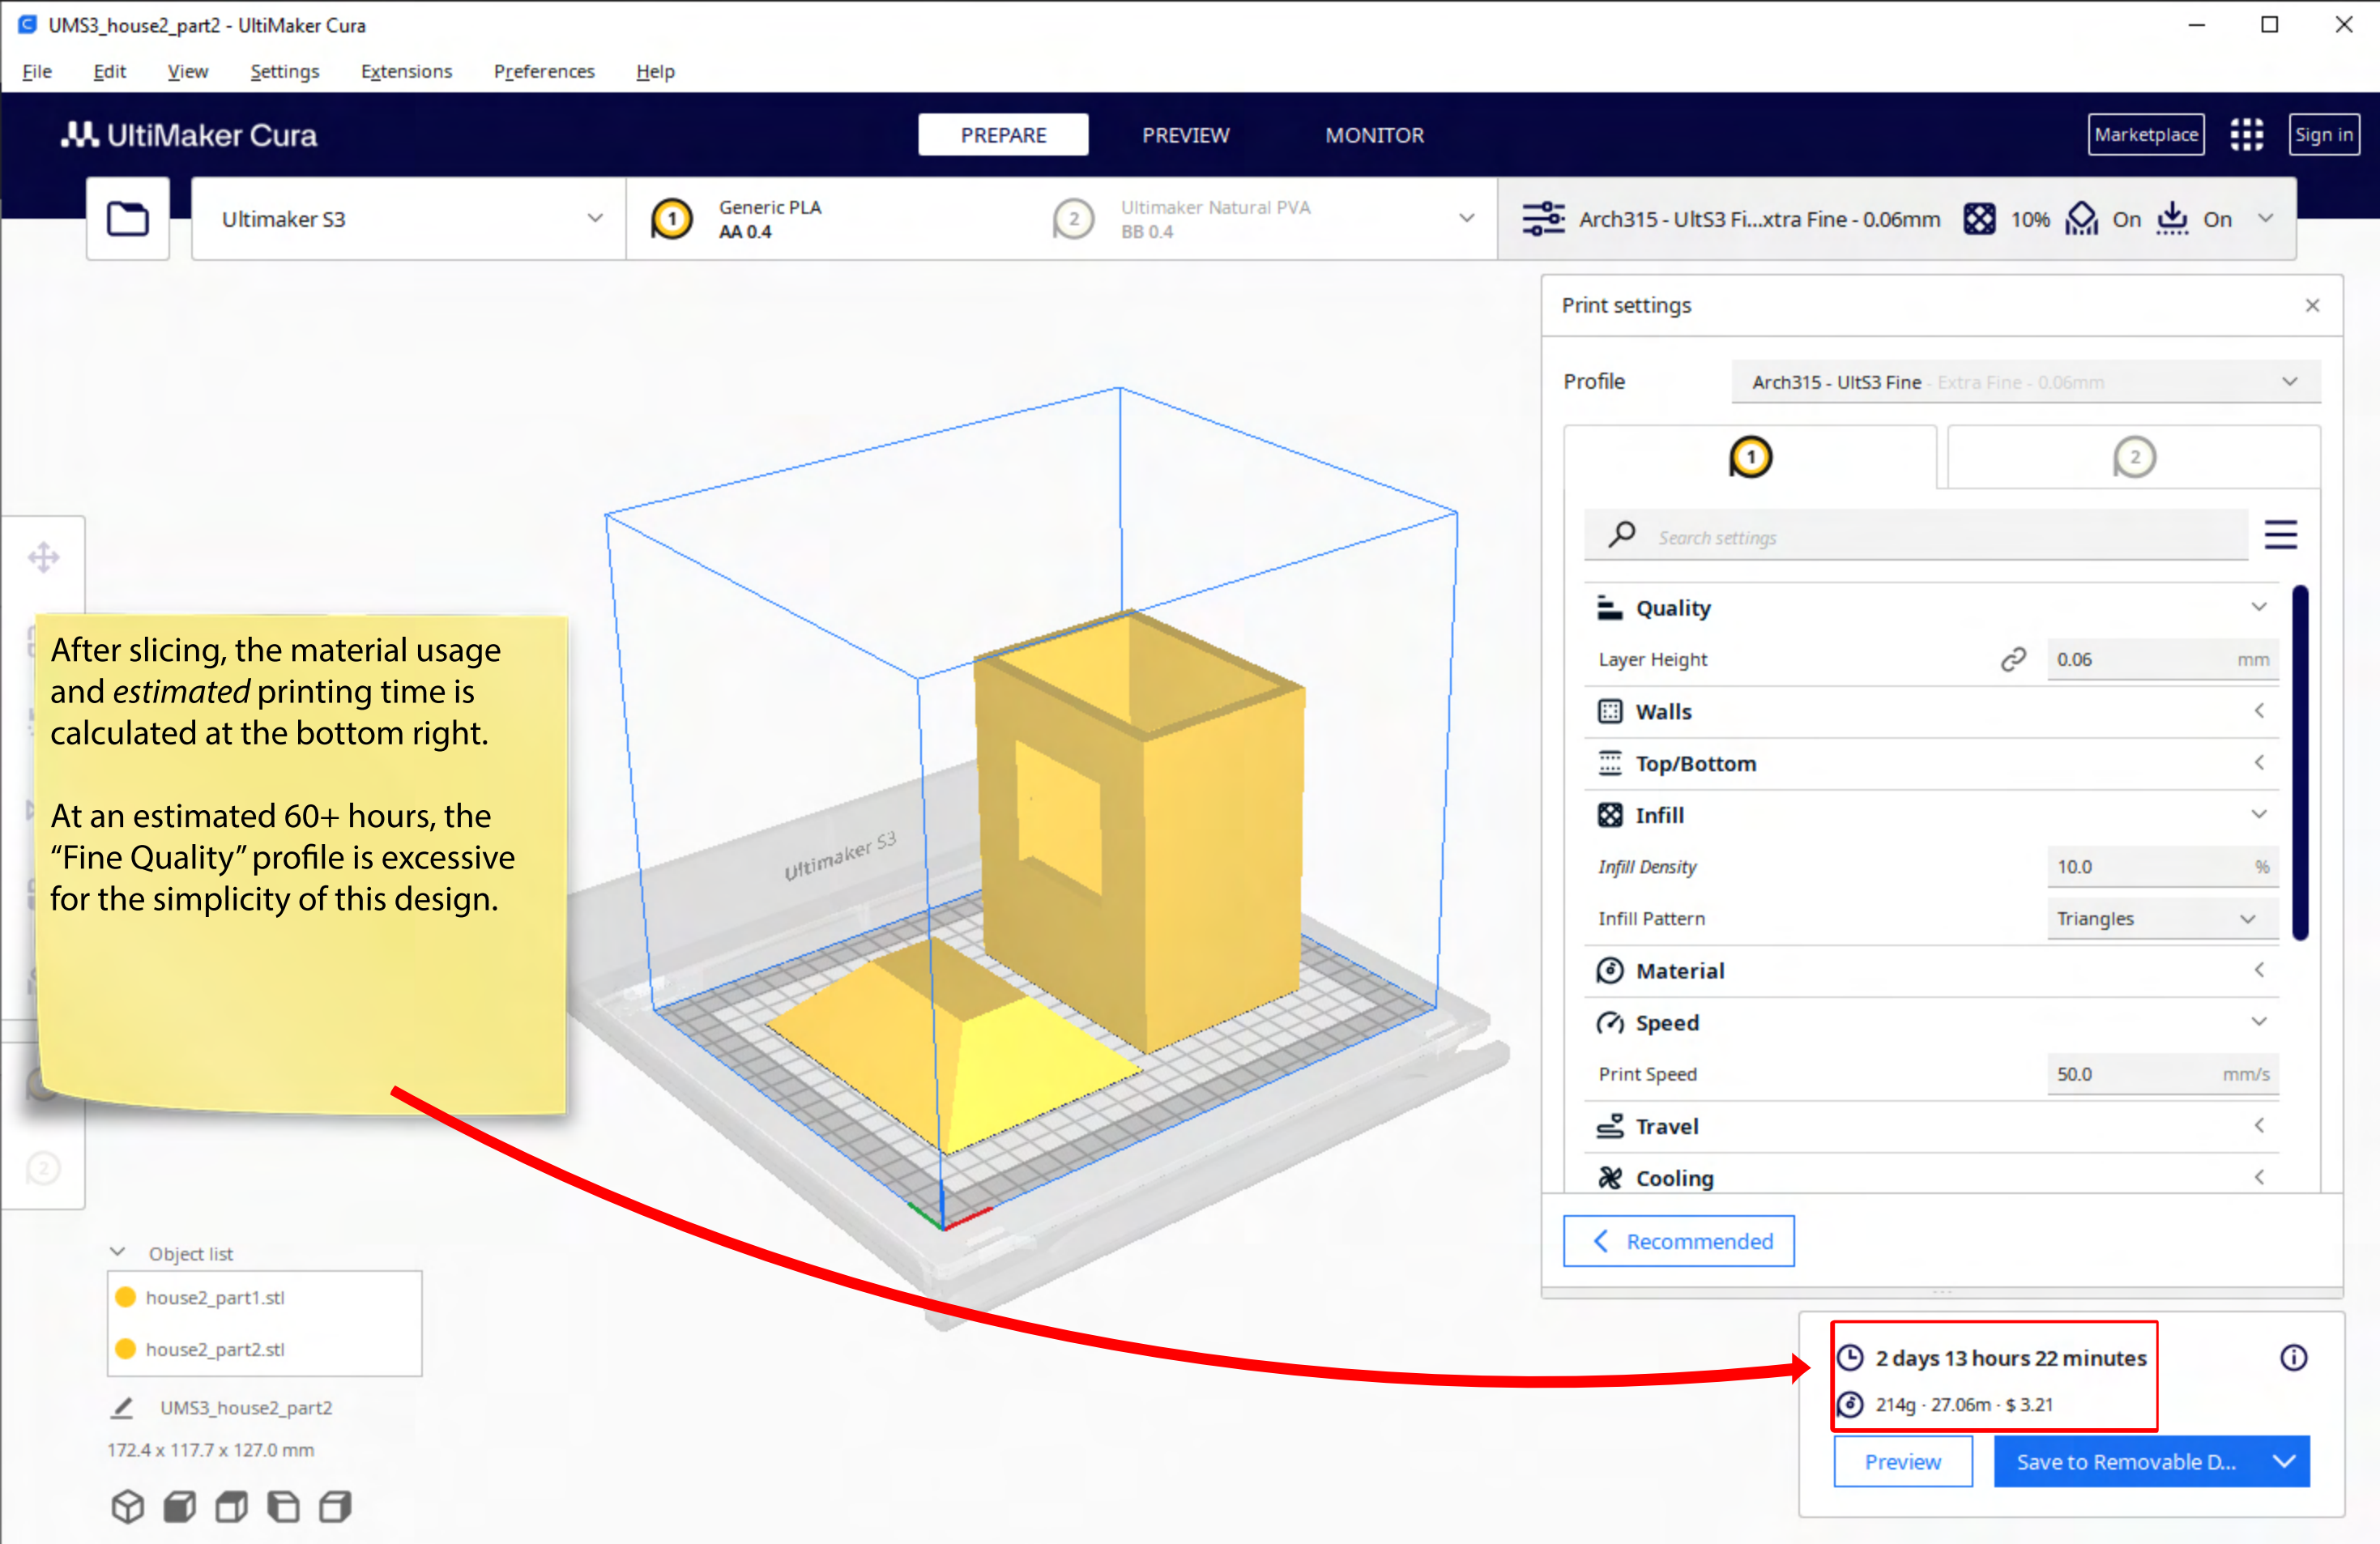 UMS3_house2_part2 - UltiMaker Cura
File Edit View Settings Extensions Preferences Help
UltiMaker Cura
PREPARE PREVIEW MONITOR
Marketplace
Sign in
Ultimaker S3
1 Generic PLA
AA 0.4
2 Ultimaker Natural PVA
BB 0.4
Arch315 - UltS3 Fi...xtra Fine - 0.06mm 10% On On
Print settings
Profile Arch315 - UltS3 Fine - Extra Fine - 0.06mm
1 2
Search settings
Quality
Layer Height 0.06 mm
Walls
Top/Bottom
Infill
Infill Density 10.0 %
Infill Pattern Triangles
Material
Speed
Print Speed 50.0 mm/s
Travel
Cooling
Recommended
After slicing, the material usage
and estimated printing time is
calculated at the bottom right.
At an estimated 60+ hours, the
“Fine Quality” profile is excessive
for the simplicity of this design.
Ultimaker S3
2
Object list
house2_part1.stl
house2_part2.stl
UMS3_house2_part2
172.4 x 117.7 x 127.0 mm
2 days 13 hours 22 minutes
214g · 27.06m · $ 3.21
Preview
Save to Removable D...